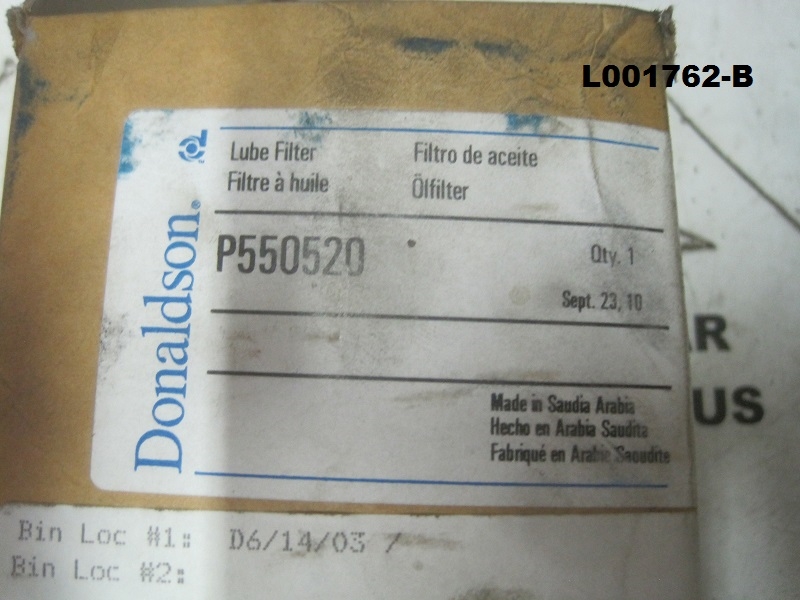 L001762-B
Donaldson®
Lube Filter Filtro de aceite
Filtre à huile Ölfilter
P550520 Qty. 1
Sept. 23, 10
Made in Saudia Arabia
Hecho en Arabia Saudita
Fabriqué en Arabie Saoudite
R
US
Bin Loc #1: D6/14/03 /
Bin Loc #2: